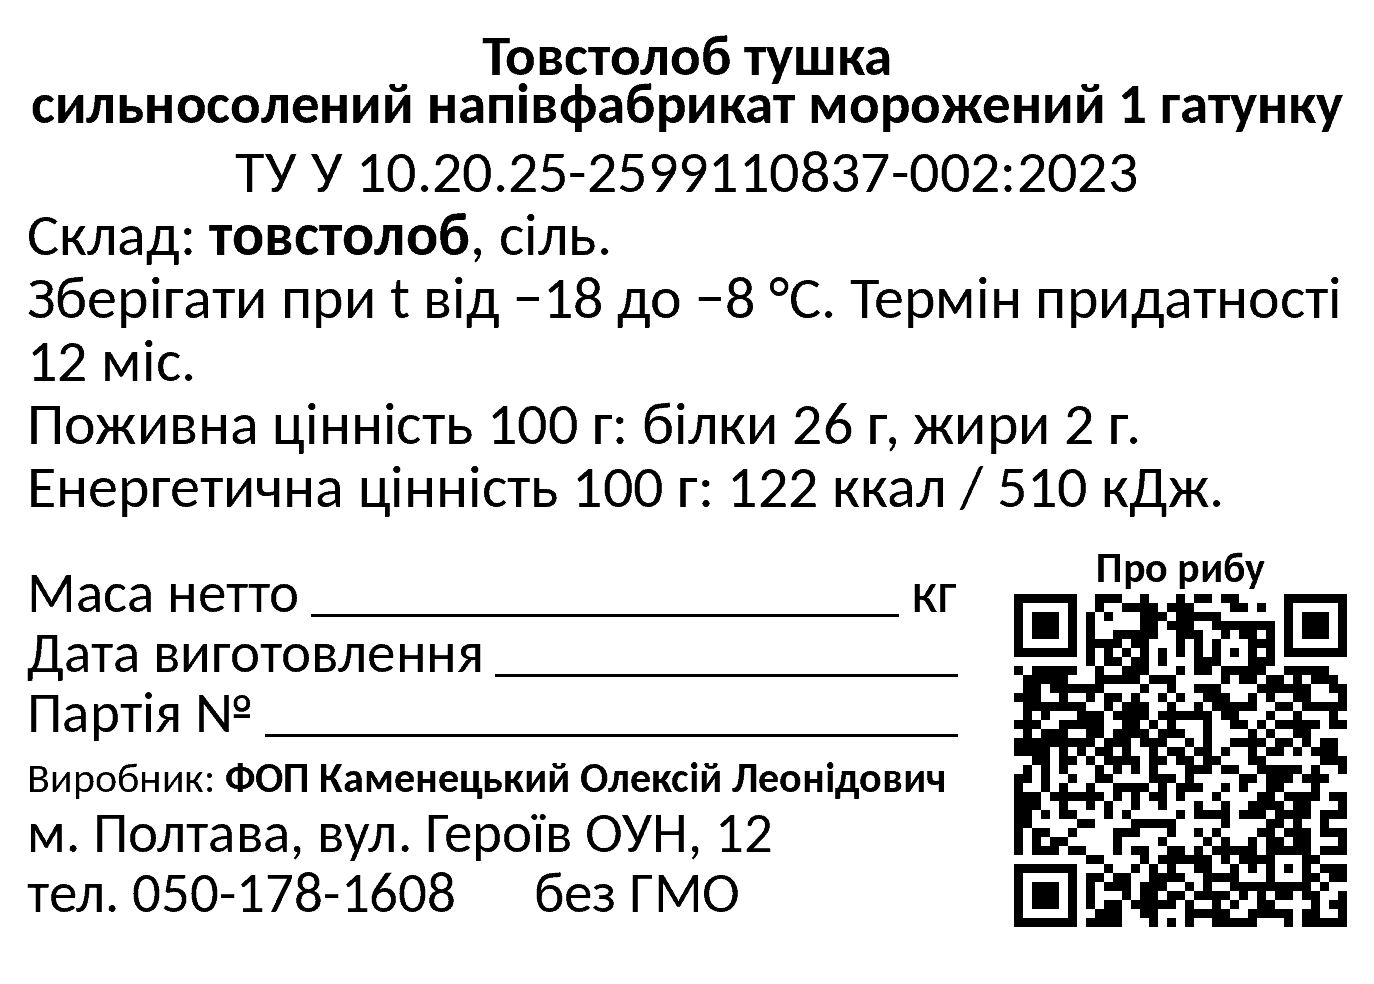 Товстолоб тушка
сильносолений напівфабрикат морожений 1 гатунку
ТУ У 10.20.25-2599110837-002:2023
Склад: товстолоб, сіль.
Зберігати при t від −18 до −8 °C. Термін придатності
12 міс.
Поживна цінність 100 г: білки 26 г, жири 2 г.
Енергетична цінність 100 г: 122 ккал / 510 кДж.
Про рибу
Маса нетто ____________________ кг
Дата виготовлення ________________
Партія № ________________________
Виробник: ФОП Каменецький Олексій Леонідович
м. Полтава, вул. Героїв ОУН, 12
тел. 050-178-1608 без ГМО